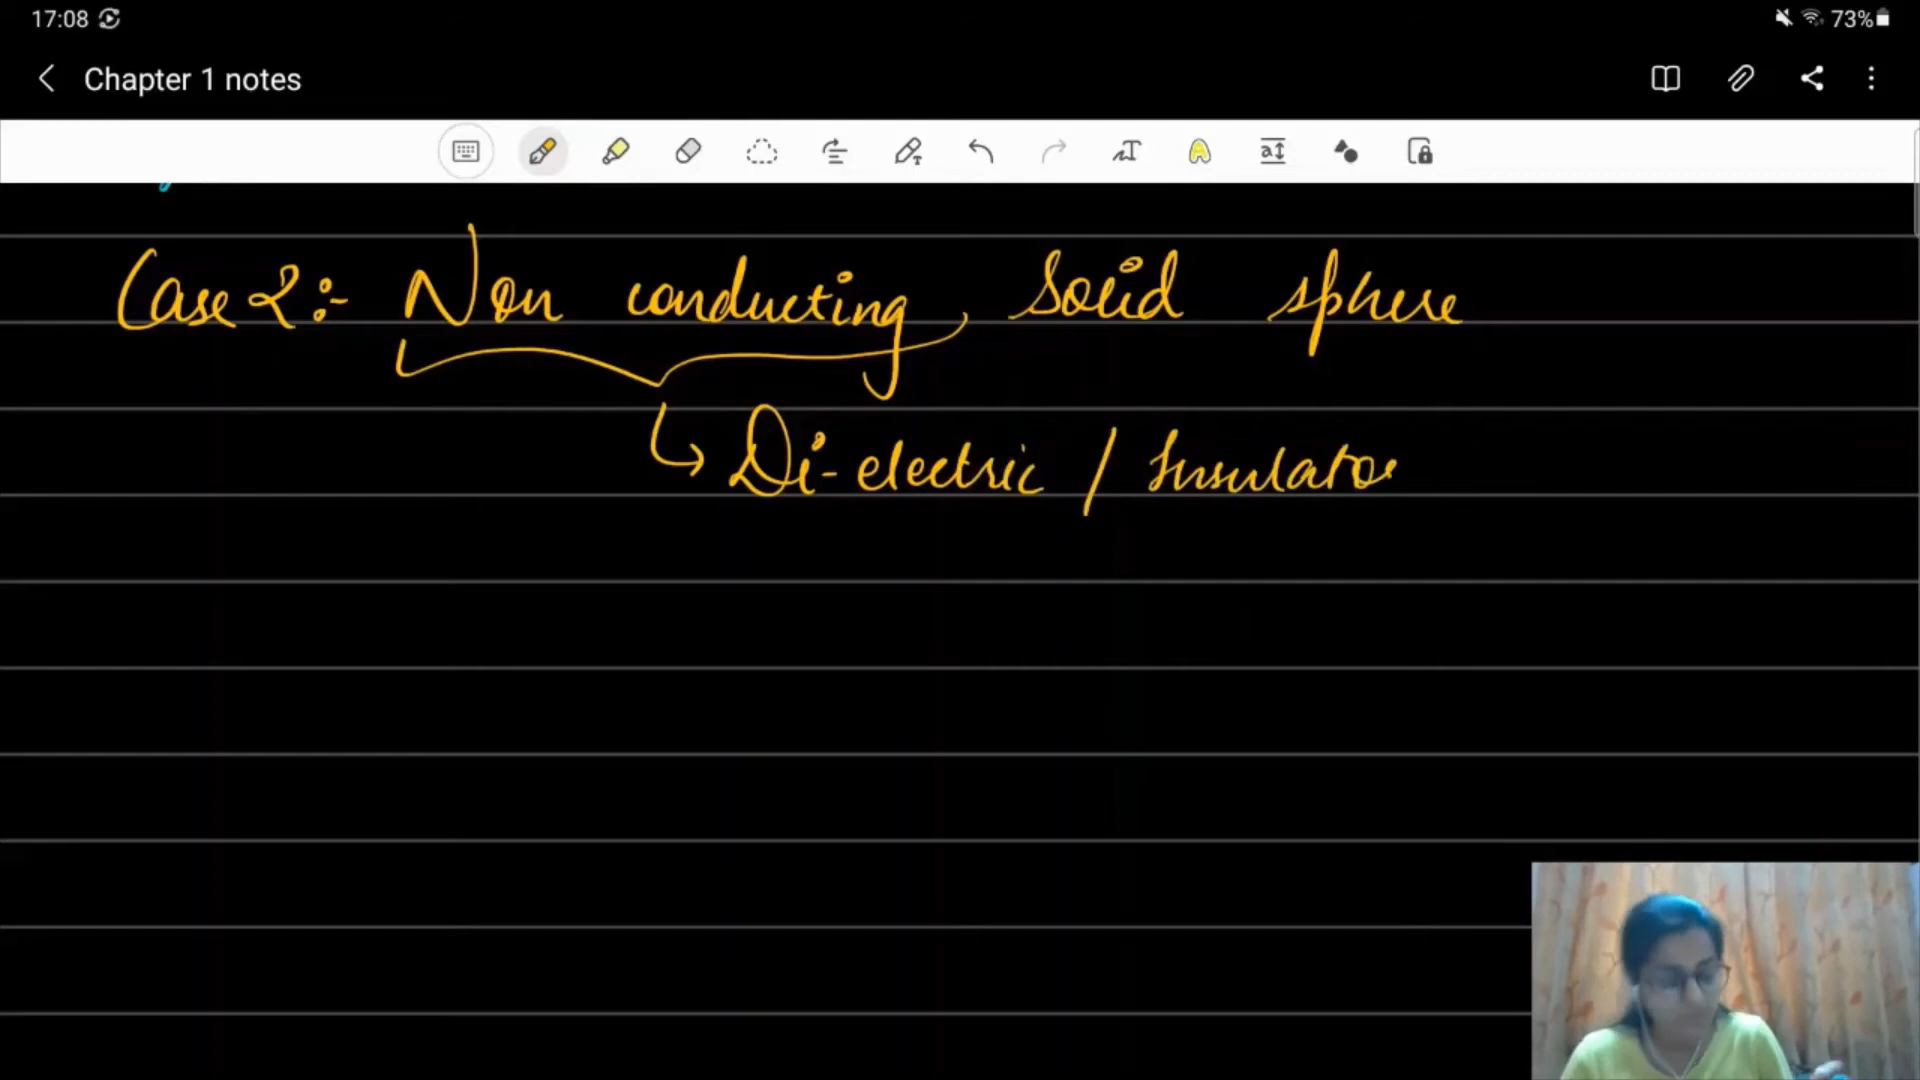 17:08 73%
Chapter 1 notes
Case 2:- Non conducting, Solid sphere
↳ Di-electric / Insulator